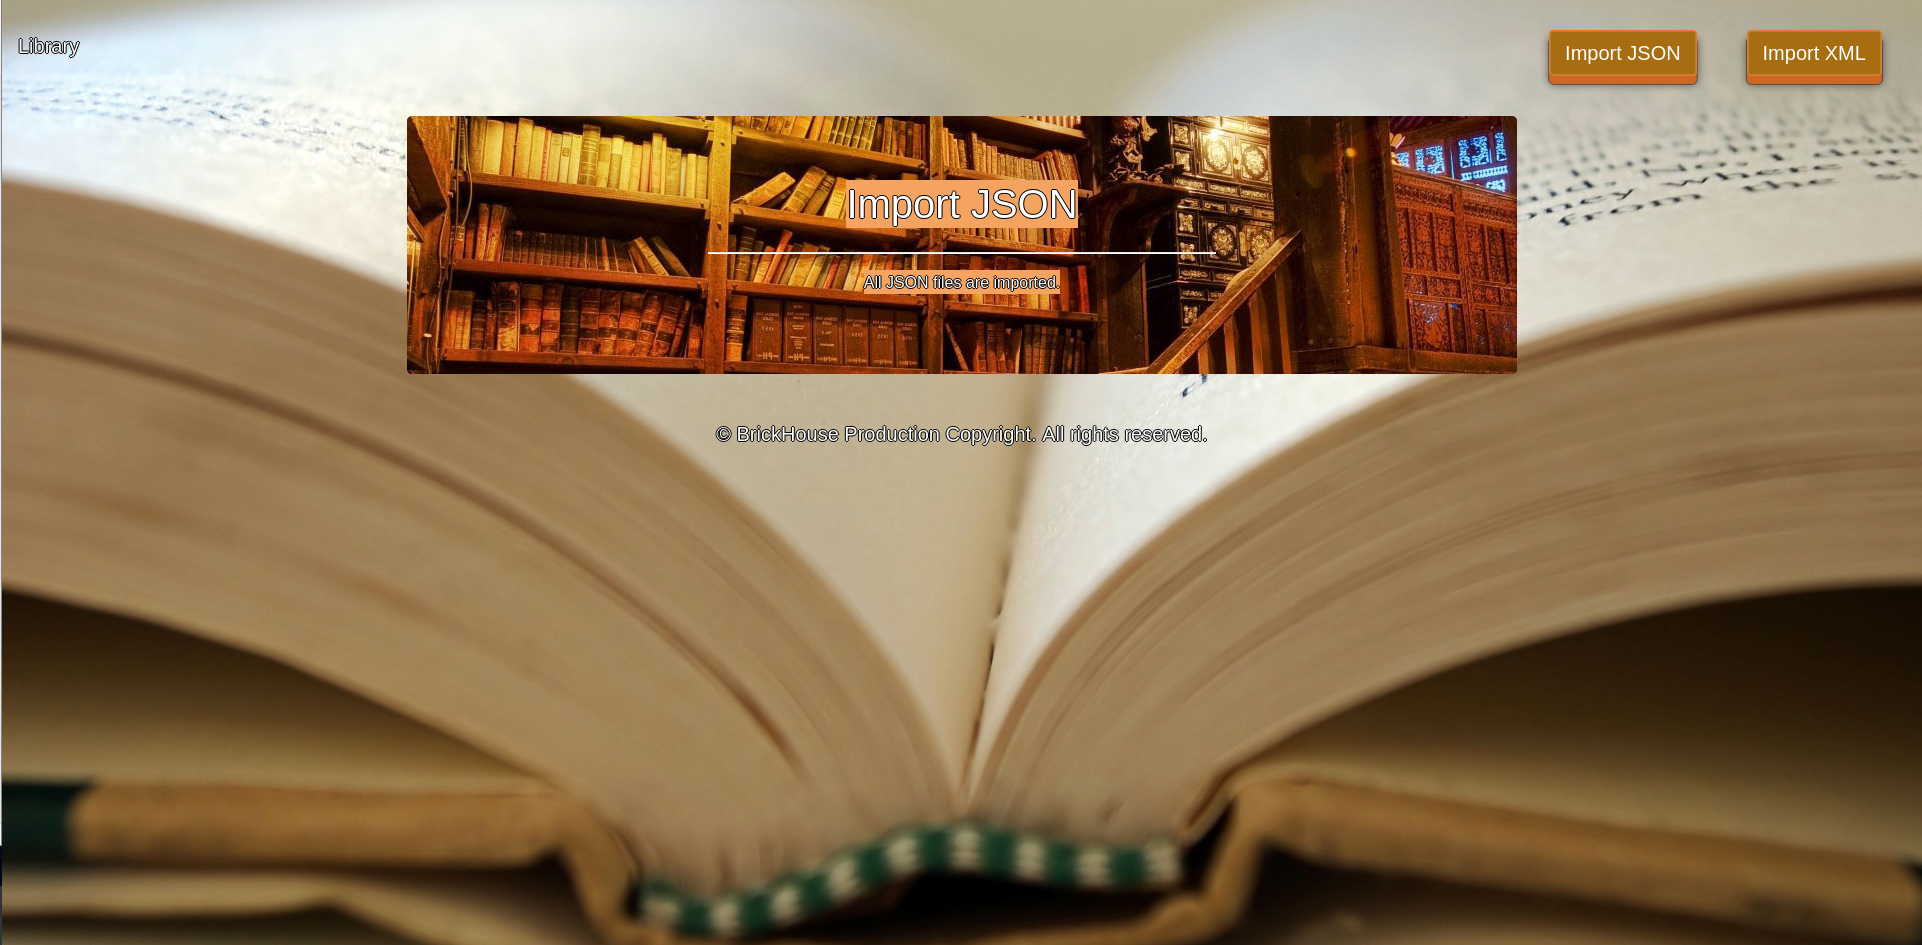 Library
Import JSON
Import XML
Import JSON
All JSON files are imported.
© BrickHouse Production Copyright. All rights reserved.